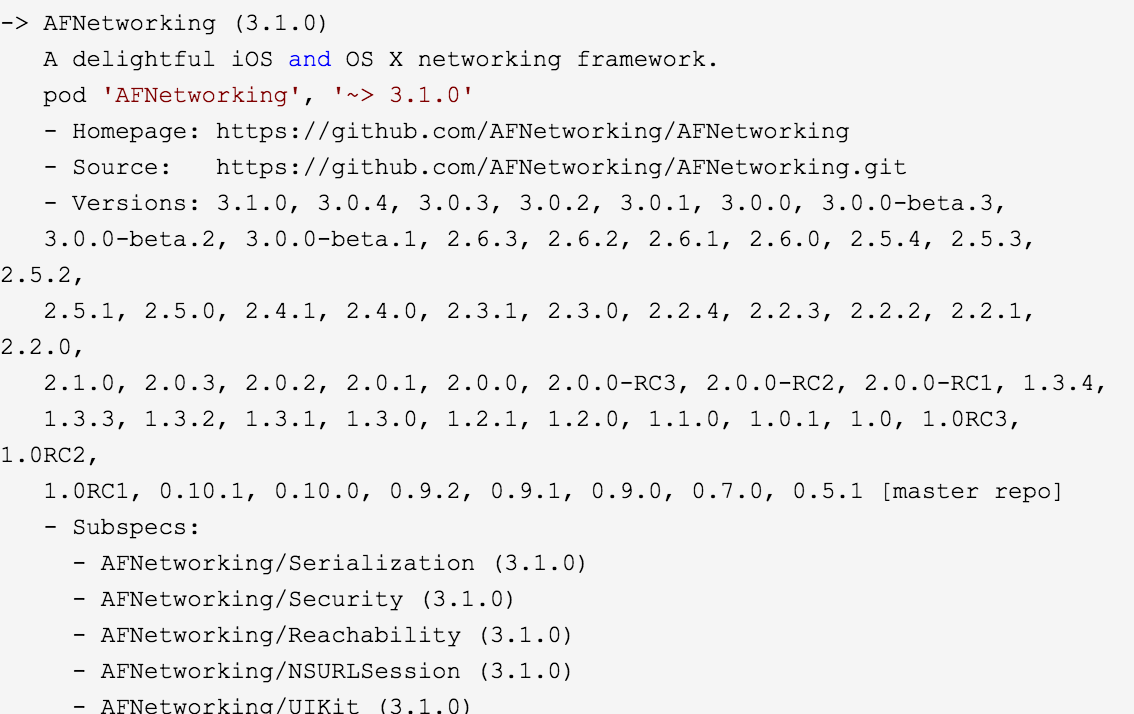 -> AFNetworking (3.1.0)
A delightful iOS and OS X networking framework.
pod 'AFNetworking', '~> 3.1.0'
- Homepage: https://github.com/AFNetworking/AFNetworking
- Source:   https://github.com/AFNetworking/AFNetworking.git
- Versions: 3.1.0, 3.0.4, 3.0.3, 3.0.2, 3.0.1, 3.0.0, 3.0.0-beta.3,
3.0.0-beta.2, 3.0.0-beta.1, 2.6.3, 2.6.2, 2.6.1, 2.6.0, 2.5.4, 2.5.3,
2.5.2,
2.5.1, 2.5.0, 2.4.1, 2.4.0, 2.3.1, 2.3.0, 2.2.4, 2.2.3, 2.2.2, 2.2.1,
2.2.0,
2.1.0, 2.0.3, 2.0.2, 2.0.1, 2.0.0, 2.0.0-RC3, 2.0.0-RC2, 2.0.0-RC1, 1.3.4,
1.3.3, 1.3.2, 1.3.1, 1.3.0, 1.2.1, 1.2.0, 1.1.0, 1.0.1, 1.0, 1.0RC3,
1.0RC2,
1.0RC1, 0.10.1, 0.10.0, 0.9.2, 0.9.1, 0.9.0, 0.7.0, 0.5.1 [master repo]
- Subspecs:
- AFNetworking/Serialization (3.1.0)
- AFNetworking/Security (3.1.0)
- AFNetworking/Reachability (3.1.0)
- AFNetworking/NSURLSession (3.1.0)
- AFNetworking/UIKit (3.1.0)